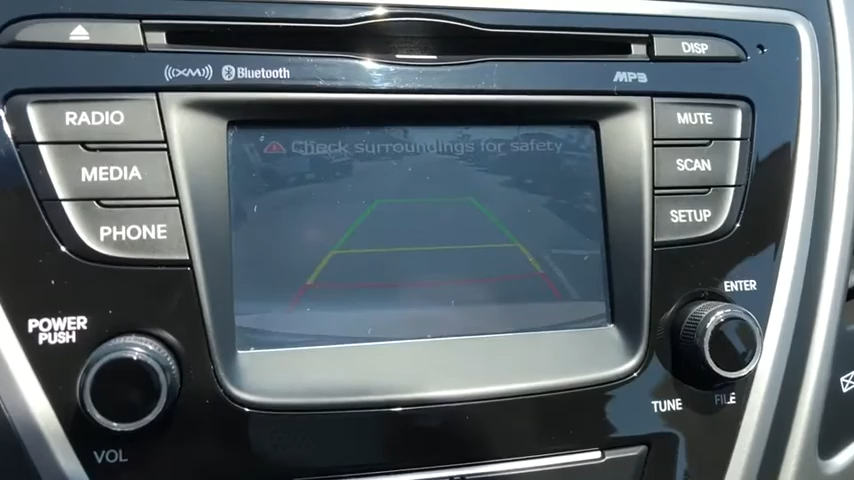 DISP
((XM)) Bluetooth
MP3
RADIO
MUTE
Check surroundings for safety
MEDIA
SCAN
PHONE
SETUP
ENTER
POWER
PUSH
TUNE
FILE
VOL